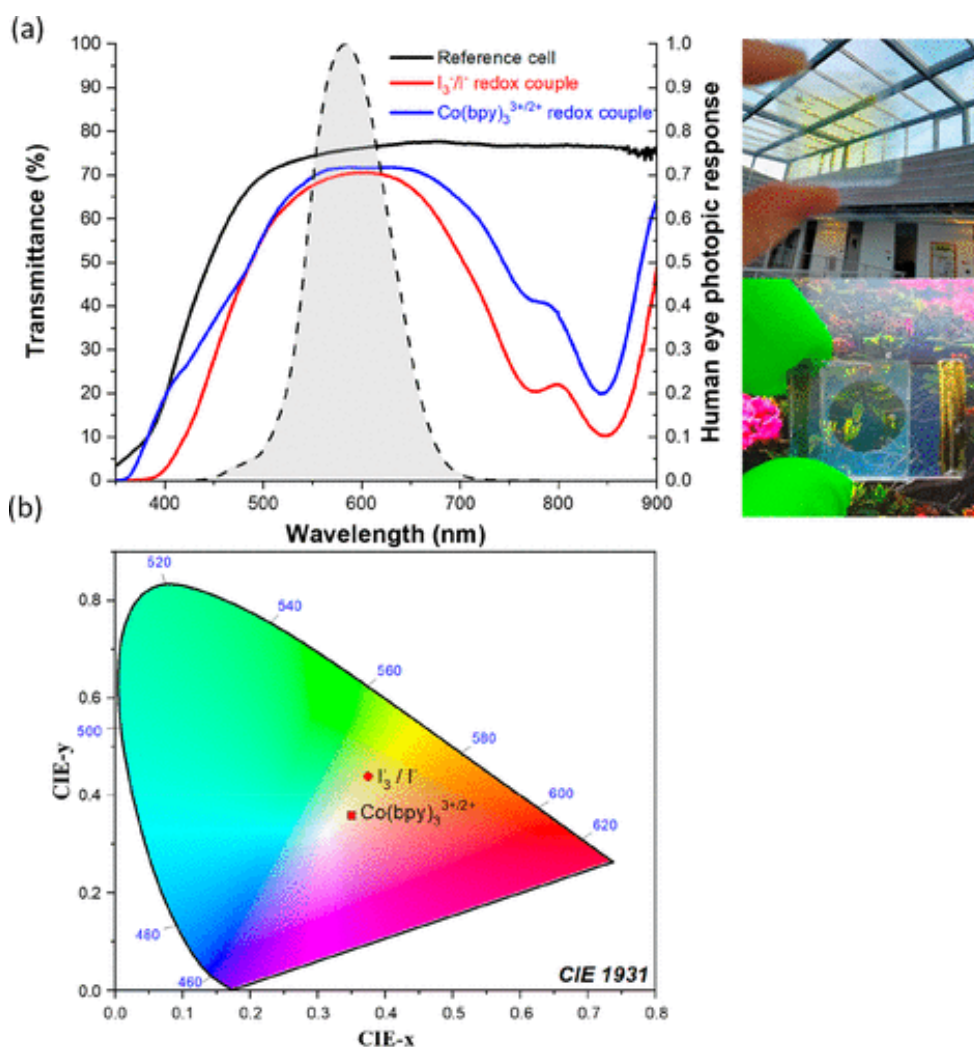 (a)
100
90
80
70
60
50
40
30
20
10
0
Transmittance (%)
Reference cell
I₃⁻/I⁻ redox couple
Co(bpy)₃³⁺/²⁺ redox couple
1.0
0.9
0.8
0.7
0.6
0.5
0.4
0.3
0.2
0.1
0.0
Human eye photopic response
400 500 600 700 800 900
Wavelength (nm)
(b)
0.8
0.6
0.4
0.2
0.0
CIE-y
520
540
560
500
580
I₃⁻ / I⁻
Co(bpy)₃³⁺/²⁺
600
620
480
460
CIE 1931
0.0 0.1 0.2 0.3 0.4 0.5 0.6 0.7 0.8
CIE-x